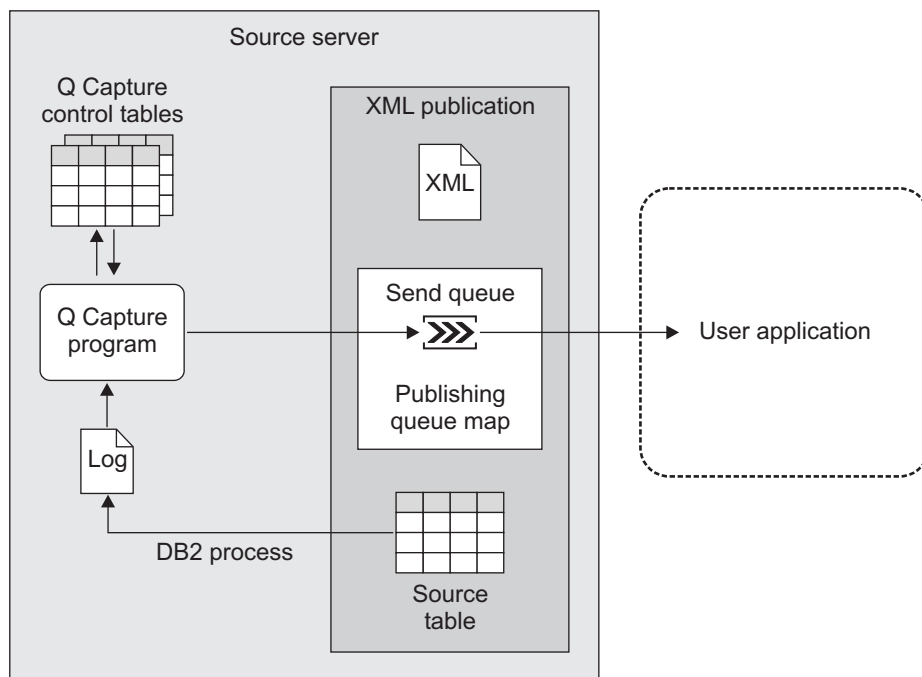 Source server
Q Capture
control tables
XML publication
XML
Q Capture
program
Send queue
Publishing
queue map
User application
Log
DB2 process
Source
table